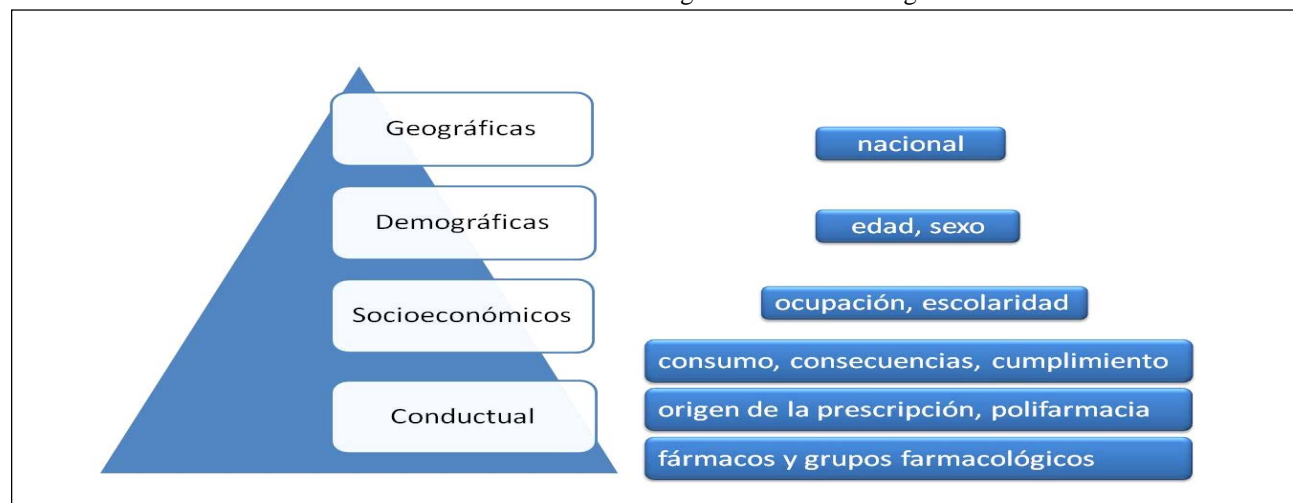 Geográficas
nacional
Demográficas
edad, sexo
Socioeconómicos
ocupación, escolaridad
consumo, consecuencias, cumplimiento
Conductual
origen de la prescripción, polifarmacia
fármacos y grupos farmacológicos